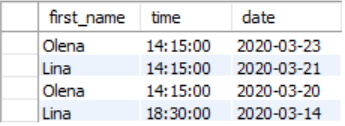 first_name time date
Olena 14:15:00 2020-03-23
Lina 14:15:00 2020-03-21
Olena 14:15:00 2020-03-20
Lina 18:30:00 2020-03-14